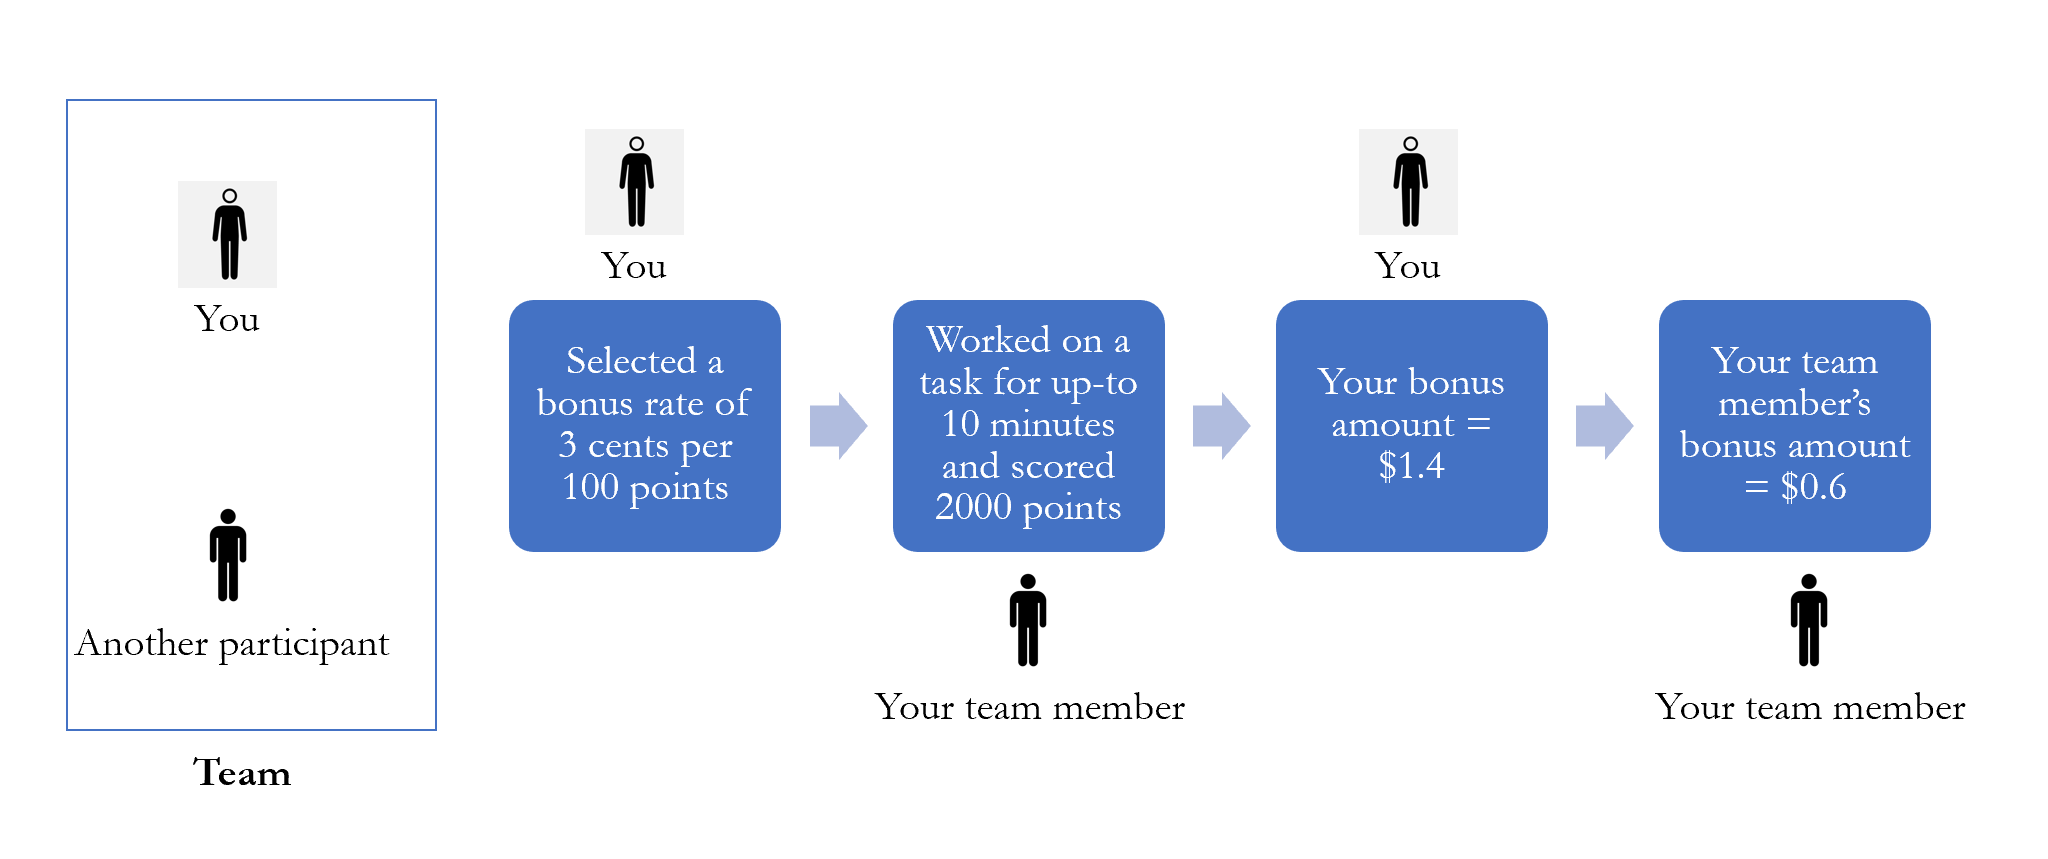 You
Another participant
Team
You
Selected a
bonus rate of
3 cents per
100 points
Worked on a
task for up-to
10 minutes
and scored
2000 points
Your team member
You
Your bonus
amount =
$1.4
Your team
member’s
bonus amount
= $0.6
Your team member